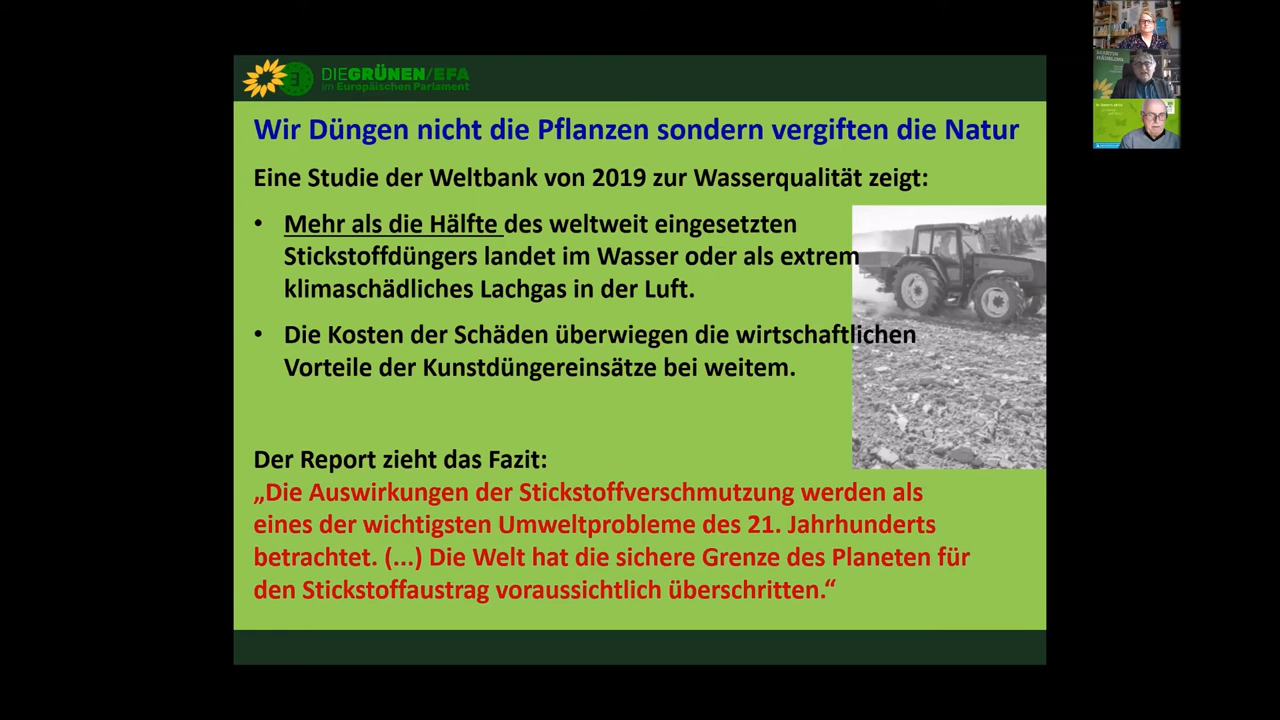 DIEGRÜNEN/EFA
im Europäischen Parlament
Wir Düngen nicht die Pflanzen sondern vergiften die Natur
Eine Studie der Weltbank von 2019 zur Wasserqualität zeigt:
• Mehr als die Hälfte des weltweit eingesetzten
Stickstoffdüngers landet im Wasser oder als extrem
klimaschädliches Lachgas in der Luft.
• Die Kosten der Schäden überwiegen die wirtschaftlichen
Vorteile der Kunstdüngereinsätze bei weitem.
Der Report zieht das Fazit:
„Die Auswirkungen der Stickstoffverschmutzung werden als
eines der wichtigsten Umweltprobleme des 21. Jahrhunderts
betrachtet. (...) Die Welt hat die sichere Grenze des Planeten für
den Stickstoffaustrag voraussichtlich überschritten.“
MARTIN
HÄUSLING